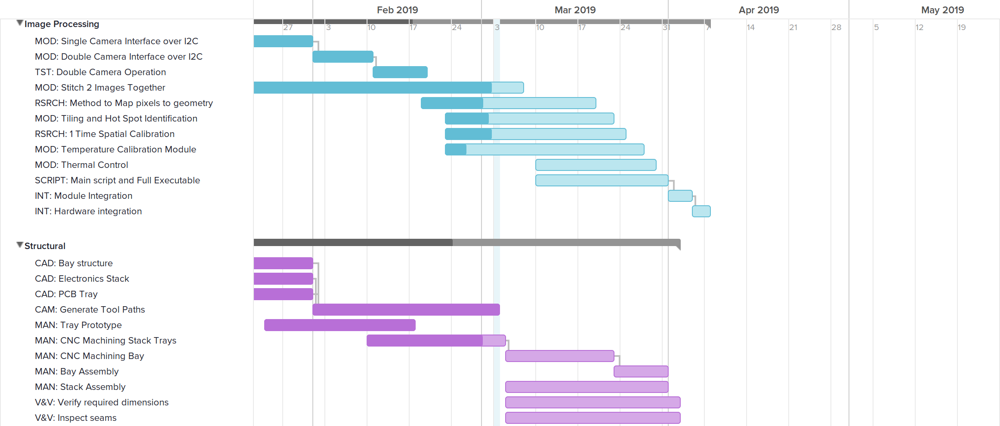 Feb 2019 Mar 2019 Apr 2019 May 2019
Image Processing
27 3 10 17 24 3 10 17 24 31 7 14 21 28 5 12 19
MOD: Single Camera Interface over I2C
MOD: Double Camera Interface over I2C
TST: Double Camera Operation
MOD: Stitch 2 Images Together
RSRCH: Method to Map pixels to geometry
MOD: Tiling and Hot Spot Identification
RSRCH: 1 Time Spatial Calibration
MOD: Temperature Calibration Module
MOD: Thermal Control
SCRIPT: Main script and Full Executable
INT: Module Integration
INT: Hardware integration
Structural
CAD: Bay structure
CAD: Electronics Stack
CAD: PCB Tray
CAM: Generate Tool Paths
MAN: Tray Prototype
MAN: CNC Machining Stack Trays
MAN: CNC Machining Bay
MAN: Bay Assembly
MAN: Stack Assembly
V&V: Verify required dimensions
V&V: Inspect seams